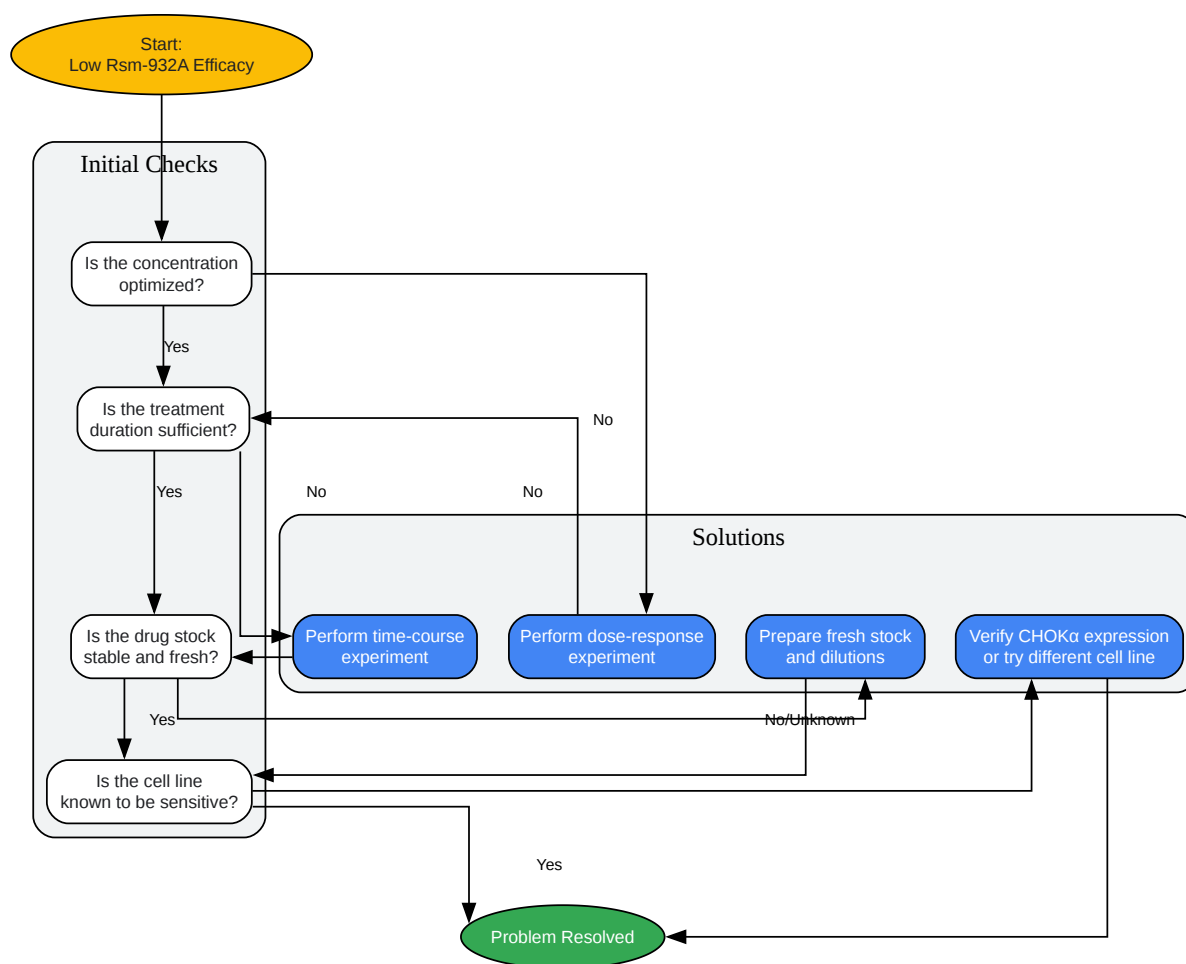 Start:
Low Rsm-932A Efficacy
Initial Checks
Is the concentration
optimized?
Yes
Is the treatment
duration sufficient?
No
Yes
No
No
Solutions
Is the drug stock
stable and fresh?
Perform time-course
experiment
Perform dose-response
experiment
Prepare fresh stock
and dilutions
Verify CHOKα expression
or try different cell line
Yes
No/Unknown
Is the cell line
known to be sensitive?
Yes
Problem Resolved